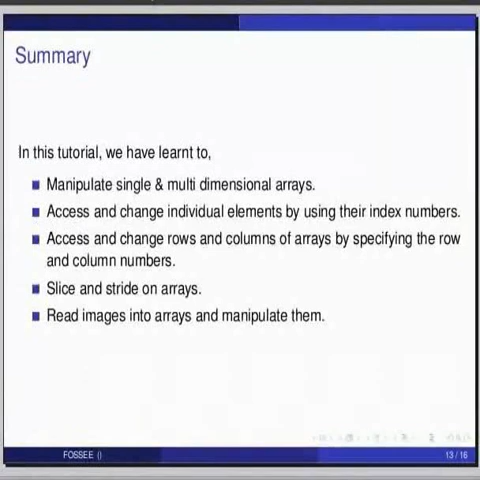 Summary
In this tutorial, we have learnt to,
Manipulate single & multi dimensional arrays.
Access and change individual elements by using their index numbers.
Access and change rows and columns of arrays by specifying the row
and column numbers.
Slice and stride on arrays.
Read images into arrays and manipulate them.
FOSSEE ()
13 / 16